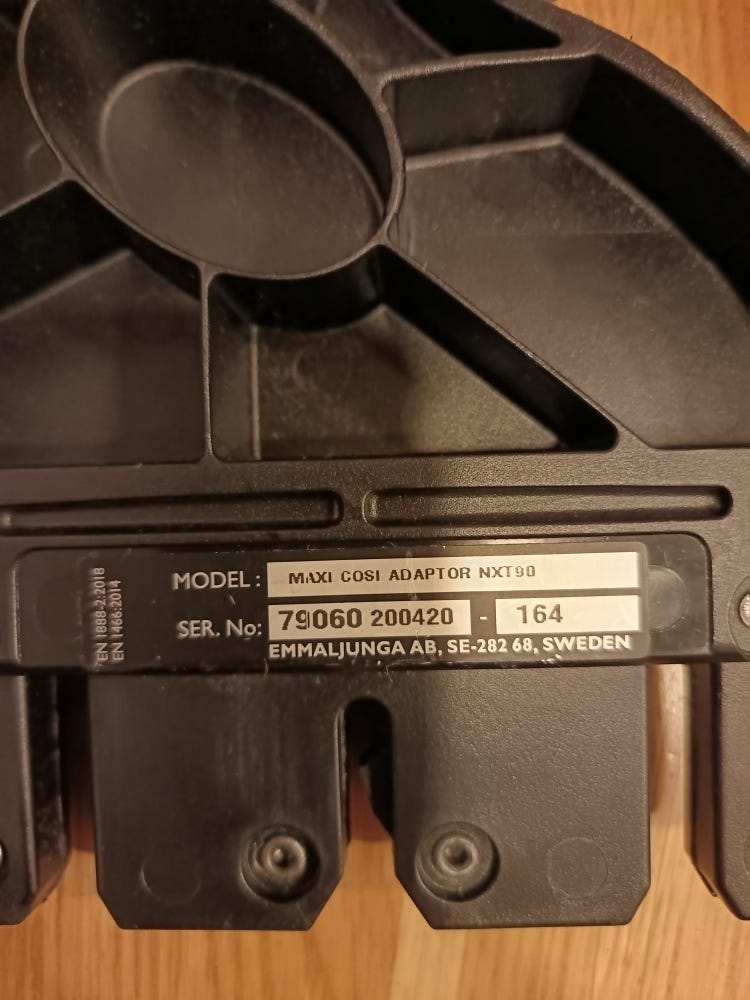 MODEL: MAXI COSI ADAPTOR NXT90
SER. No: 79060 200420 - 164
EMMALJUNGA AB, SE-282 68, SWEDEN
EN 1888-2:2018
EN 1466:2014